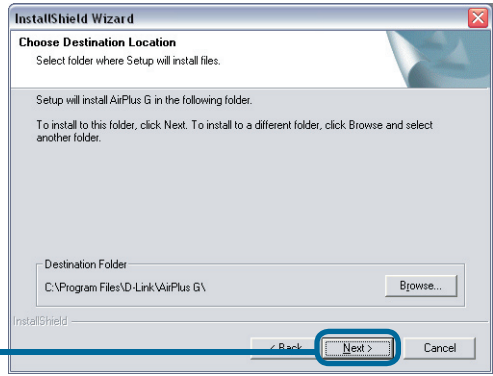 InstallShield Wizard
Choose Destination Location
Select folder where Setup will install files.
Setup will install AirPlus G in the following folder.
To install to this folder, click Next. To install to a different folder, click Browse and select
another folder.
Destination Folder
C:\Program Files\D-Link\AirPlus G\
Browse...
InstallShield
< Back
Next >
Cancel